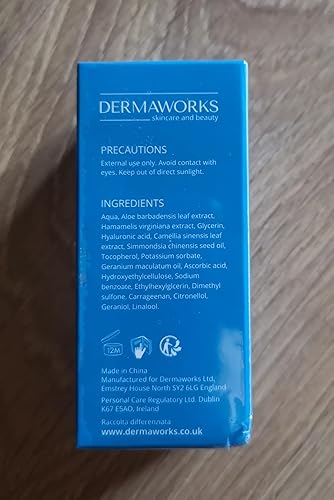 DERMAWORKS
skincare and beauty
PRECAUTIONS
External use only. Avoid contact with
eyes. Keep out of direct sunlight.
INGREDIENTS
Aqua, Aloe barbadensis leaf extract,
Hamamelis virginiana extract, Glycerin,
Hyaluronic acid, Camellia sinensis leaf
extract, Simmondsia chinensis seed oil,
Tocopherol, Potassium sorbate,
Geranium maculatum oil, Ascorbic acid,
Hydroxyethylcellulose, Sodium
benzoate, Ethylhexylglycerin, Dimethyl
sulfone. Carrageenan, Citronellol,
Geraniol, Linalool.
12M
Made in China
Manufactured for Dermaworks Ltd,
Emstrey House North SY2 6LG England
Personal Care Regulatory Ltd. Dublin
K67 E5AO, Ireland
Raccolta differenziata
www.dermaworks.co.uk